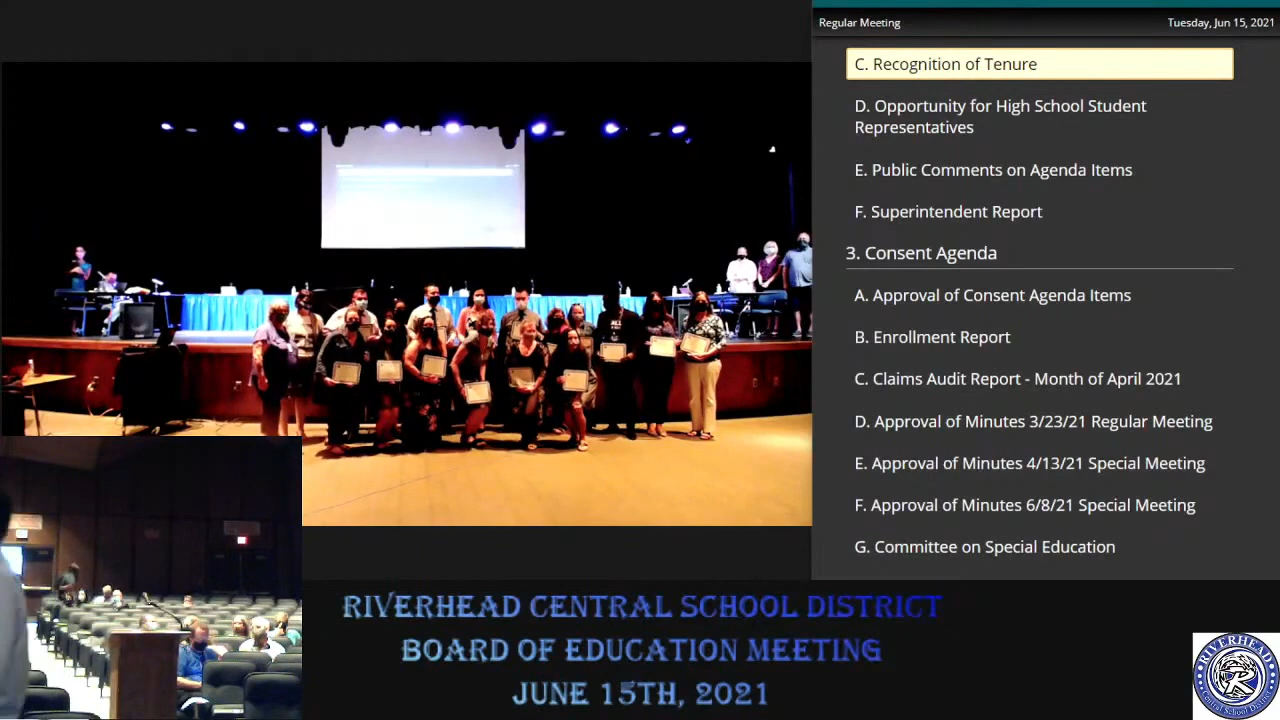 Regular Meeting
Tuesday, Jun 15, 2021
C. Recognition of Tenure
D. Opportunity for High School Student
Representatives
E. Public Comments on Agenda Items
F. Superintendent Report
3. Consent Agenda
A. Approval of Consent Agenda Items
B. Enrollment Report
C. Claims Audit Report - Month of April 2021
D. Approval of Minutes 3/23/21 Regular Meeting
E. Approval of Minutes 4/13/21 Special Meeting
F. Approval of Minutes 6/8/21 Special Meeting
G. Committee on Special Education
RIVERHEAD CENTRAL SCHOOL DISTRICT
BOARD OF EDUCATION MEETING
JUNE 15TH, 2021
RIVERHEAD
R
Central School District